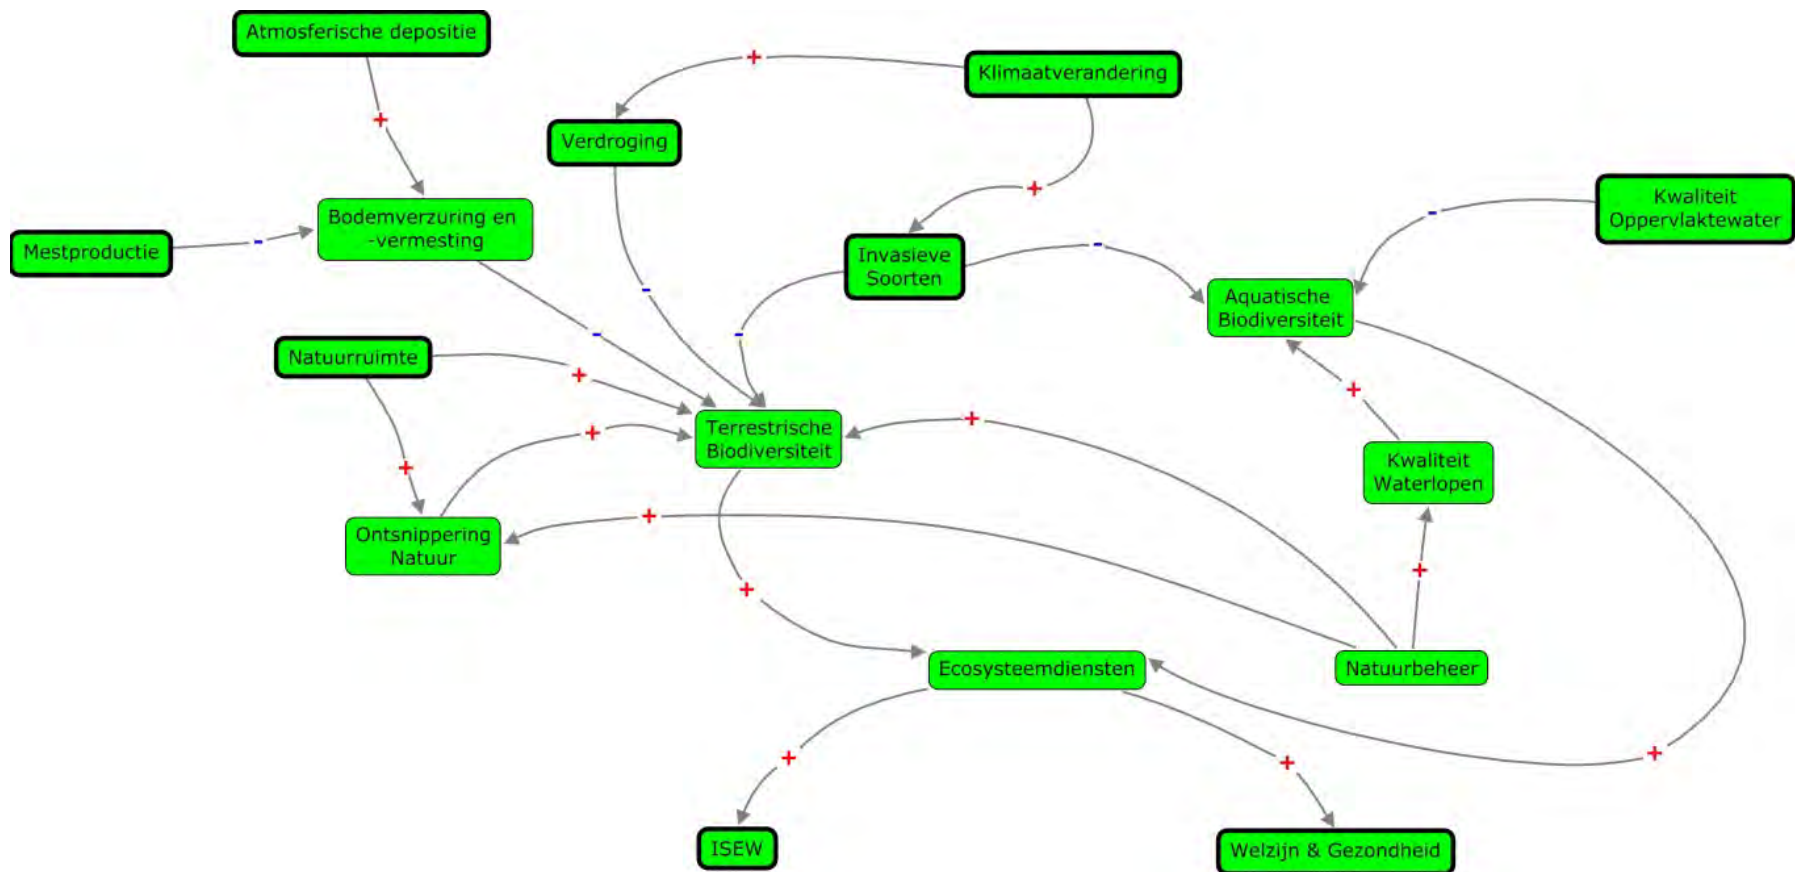 Atmosferische depositie
+
Klimaatverandering
+
Verdroging
+
Bodemverzuring en
-vermesting
Mestproductie
-
Kwaliteit
Oppervlaktewater
-
Invasieve
Soorten
-
-
-
-
Aquatische
Biodiversiteit
Natuurruimte
+
+
+
+
Terrestrische
Biodiversiteit
+
+
Kwaliteit
Waterlopen
Ontsnippering
Natuur
+
+
+
Ecosysteemdiensten
Natuurbeheer
+
+
+
ISEW
Welzijn & Gezondheid